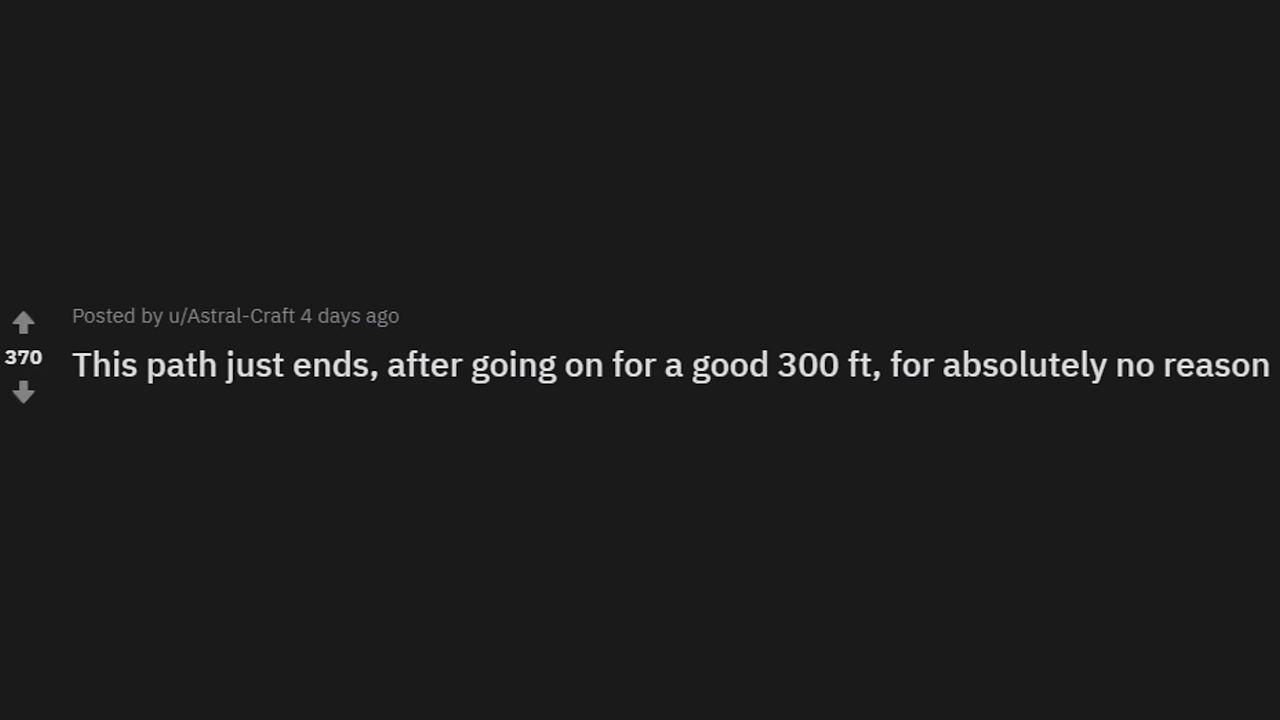 Posted by u/Astral-Craft 4 days ago
370
This path just ends, after going on for a good 300 ft, for absolutely no reason